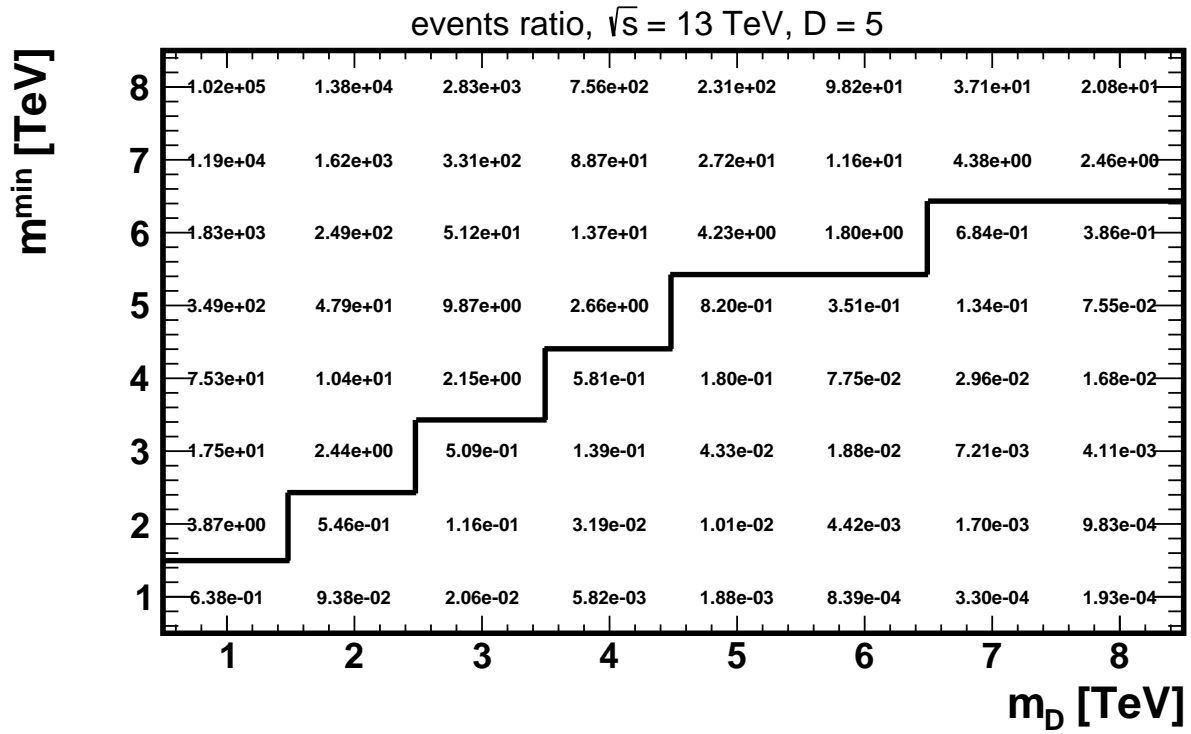 events ratio, √s = 13 TeV, D = 5
m^min [TeV]
8 1.02e+05 1.38e+04 2.83e+03 7.56e+02 2.31e+02 9.82e+01 3.71e+01 2.08e+01
7 1.19e+04 1.62e+03 3.31e+02 8.87e+01 2.72e+01 1.16e+01 4.38e+00 2.46e+00
6 1.83e+03 2.49e+02 5.12e+01 1.37e+01 4.23e+00 1.80e+00 6.84e-01 3.86e-01
5 3.49e+02 4.79e+01 9.87e+00 2.66e+00 8.20e-01 3.51e-01 1.34e-01 7.55e-02
4 7.53e+01 1.04e+01 2.15e+00 5.81e-01 1.80e-01 7.75e-02 2.96e-02 1.68e-02
3 1.75e+01 2.44e+00 5.09e-01 1.39e-01 4.33e-02 1.88e-02 7.21e-03 4.11e-03
2 3.87e+00 5.46e-01 1.16e-01 3.19e-02 1.01e-02 4.42e-03 1.70e-03 9.83e-04
1 6.38e-01 9.38e-02 2.06e-02 5.82e-03 1.88e-03 8.39e-04 3.30e-04 1.93e-04
1 2 3 4 5 6 7 8
m_D [TeV]